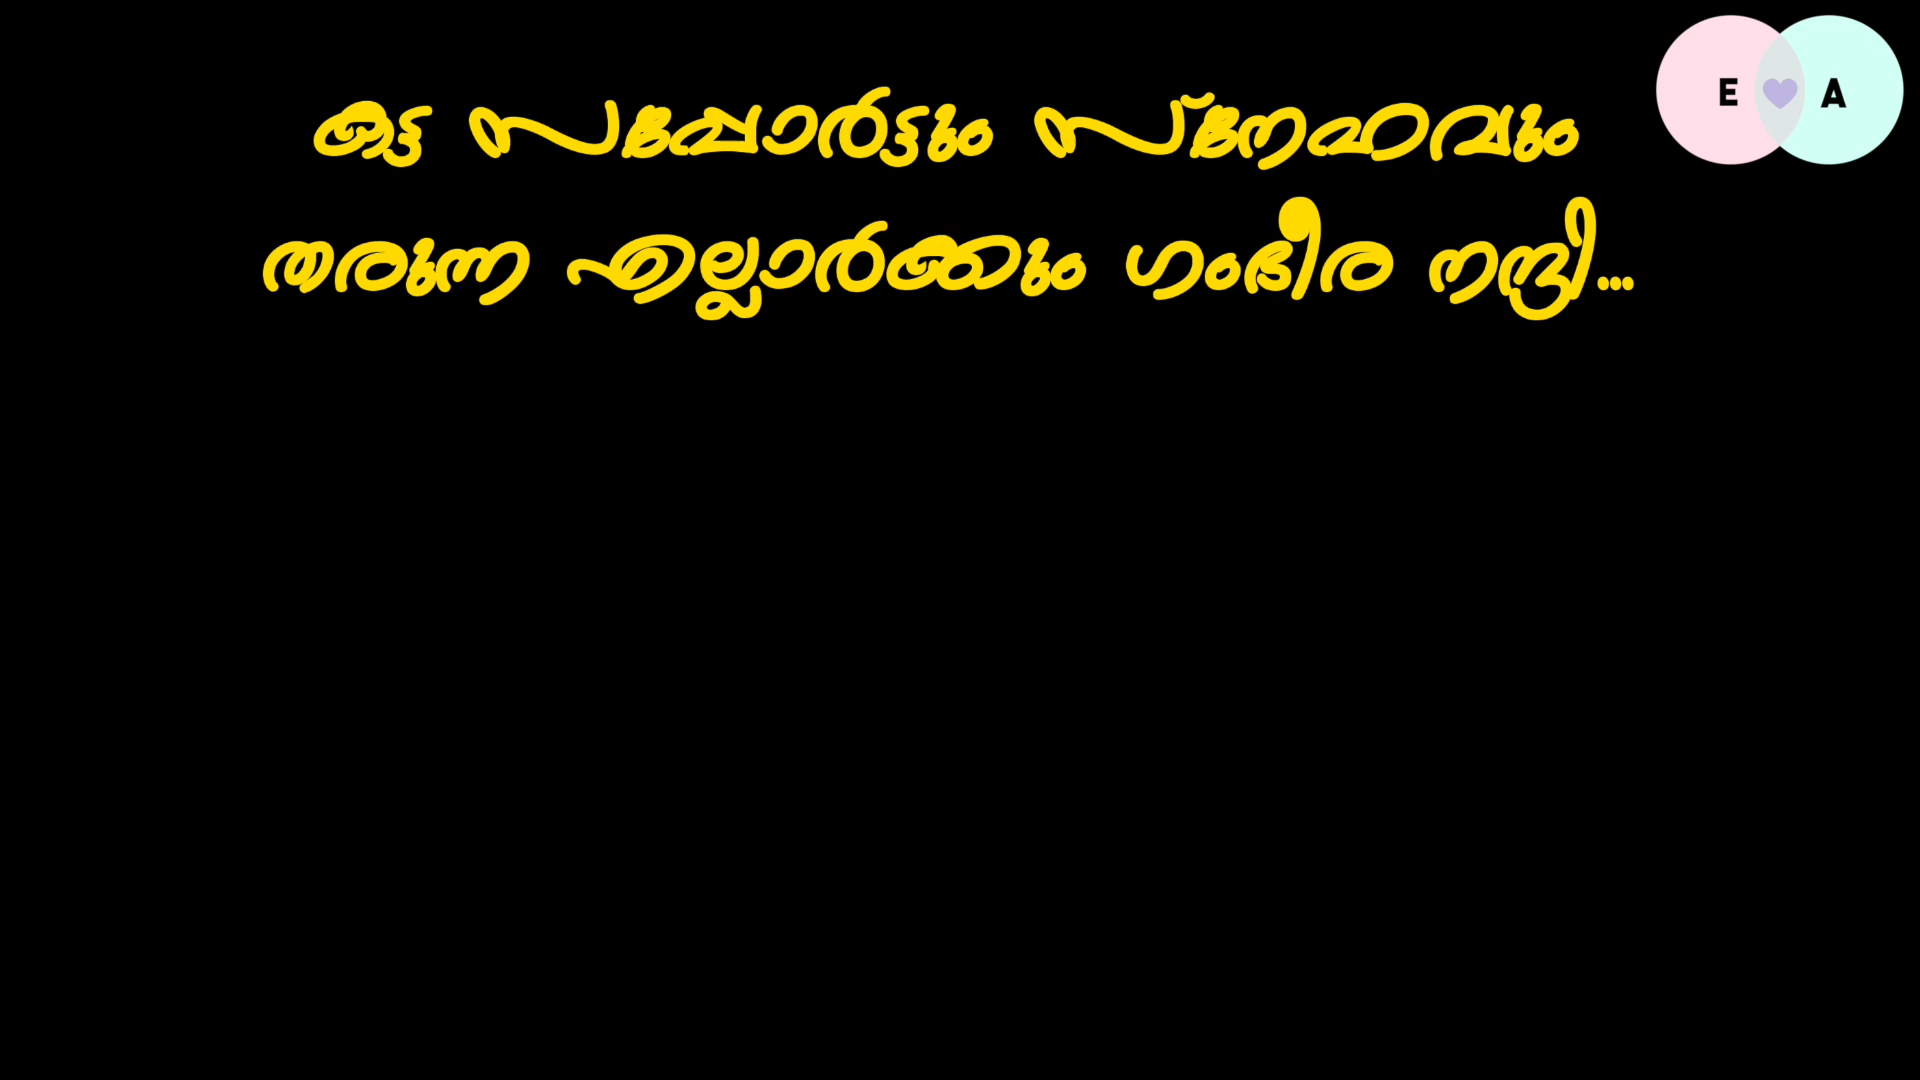 കട്ട സപ്പോർട്ടും സ്നേഹവും
തരുന്ന എല്ലാർക്കും ഗംഭീര നന്ദി...
E A